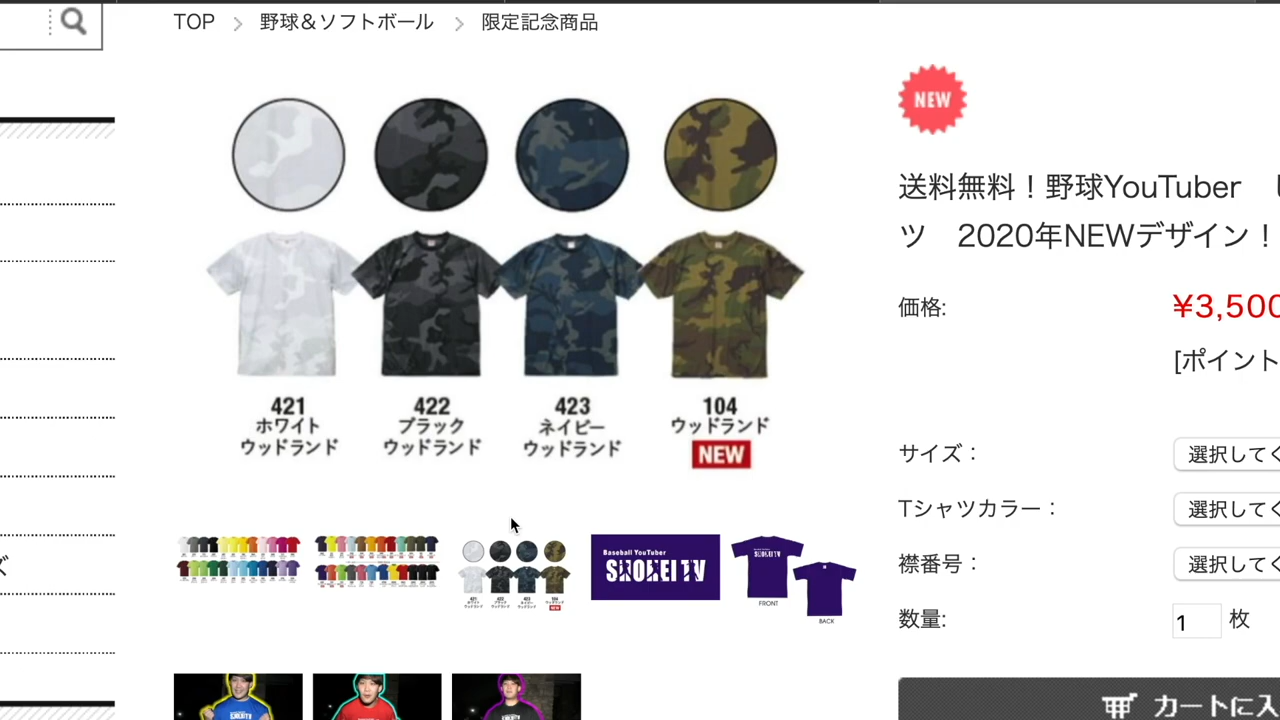 TOP > 野球＆ソフトボール > 限定記念商品
NEW
送料無料！野球YouTuber
ツ 2020年NEWデザイン！
価格:
¥3,500
[ポイント
421
ホワイト
ウッドランド
422
ブラック
ウッドランド
423
ネイビー
ウッドランド
104
ウッドランド
NEW
サイズ：
選択してく
Tシャツカラー：
選択してく
襟番号：
選択してく
数量:
1 枚
Baseball YouTuber
SHOHEI TV
FRONT
BACK
ズ
カートに入